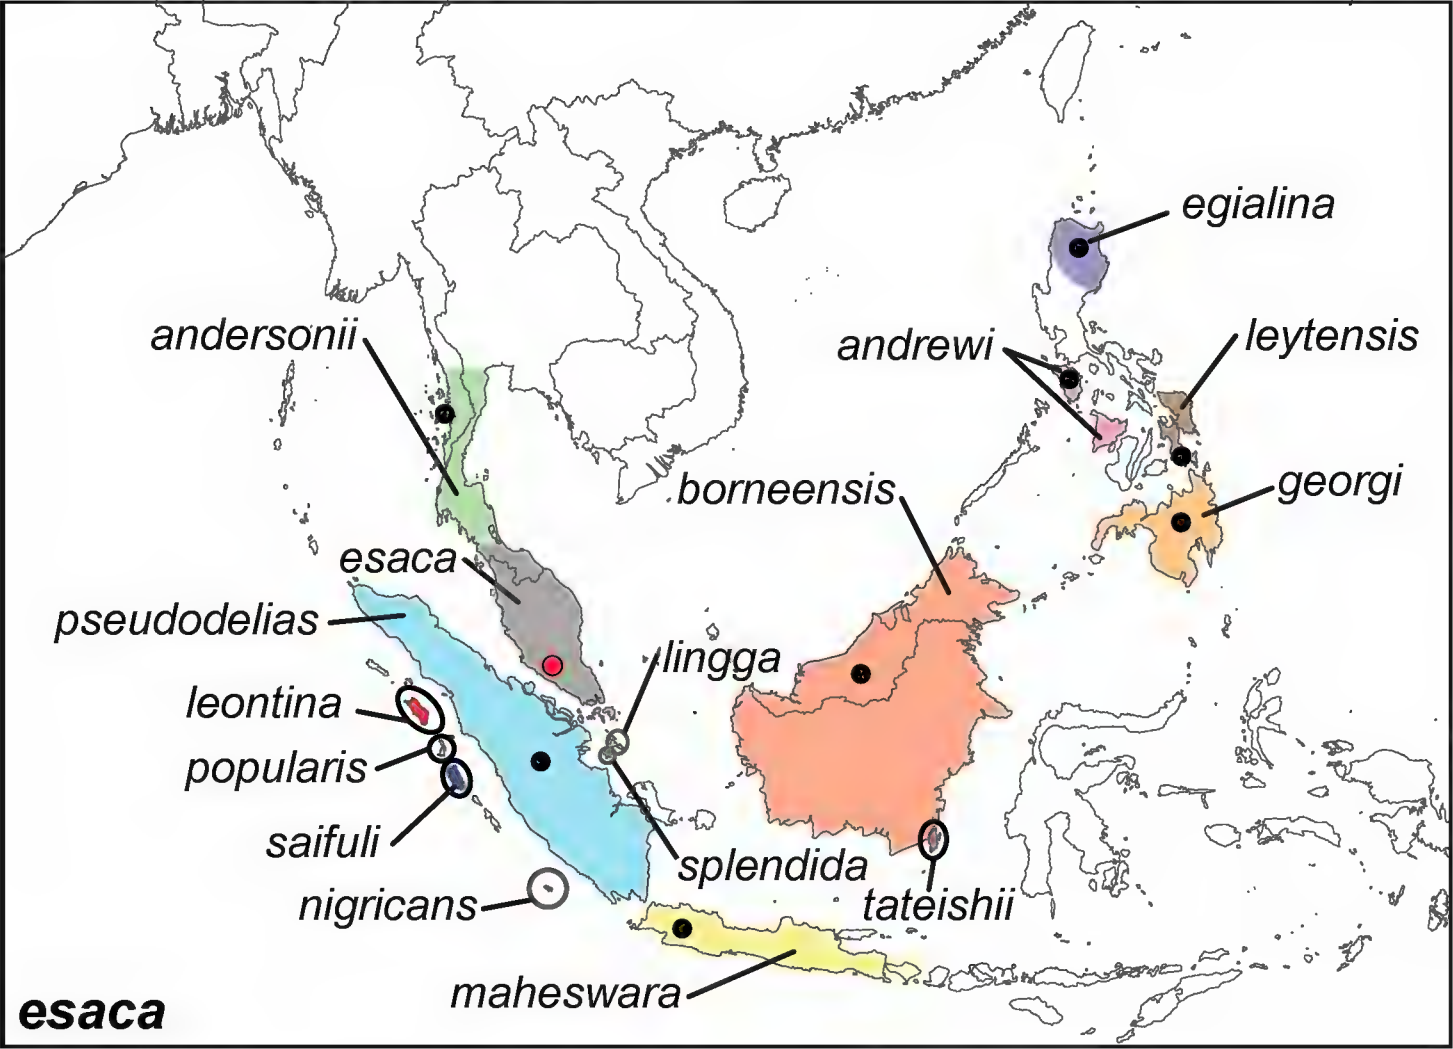 egialina
andersonii
andrewi
leytensis
borneensis
georgi
esaca
pseudodelias
lingga
leontina
popularis
saifuli
splendida
nigricans
tateishii
maheswara
esaca